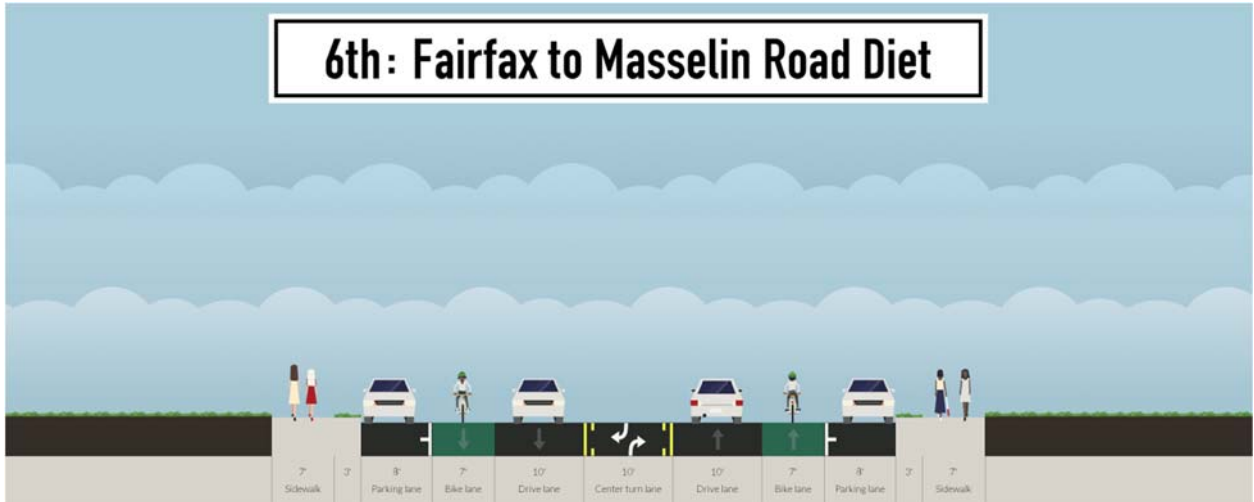 6th: Fairfax to Masselin Road Diet
7' 3' 8' 7' 10' 10' 10' 7' 8' 3' 7'
Sidewalk Parking lane Bike lane Drive lane Center turn lane Drive lane Bike lane Parking lane Sidewalk